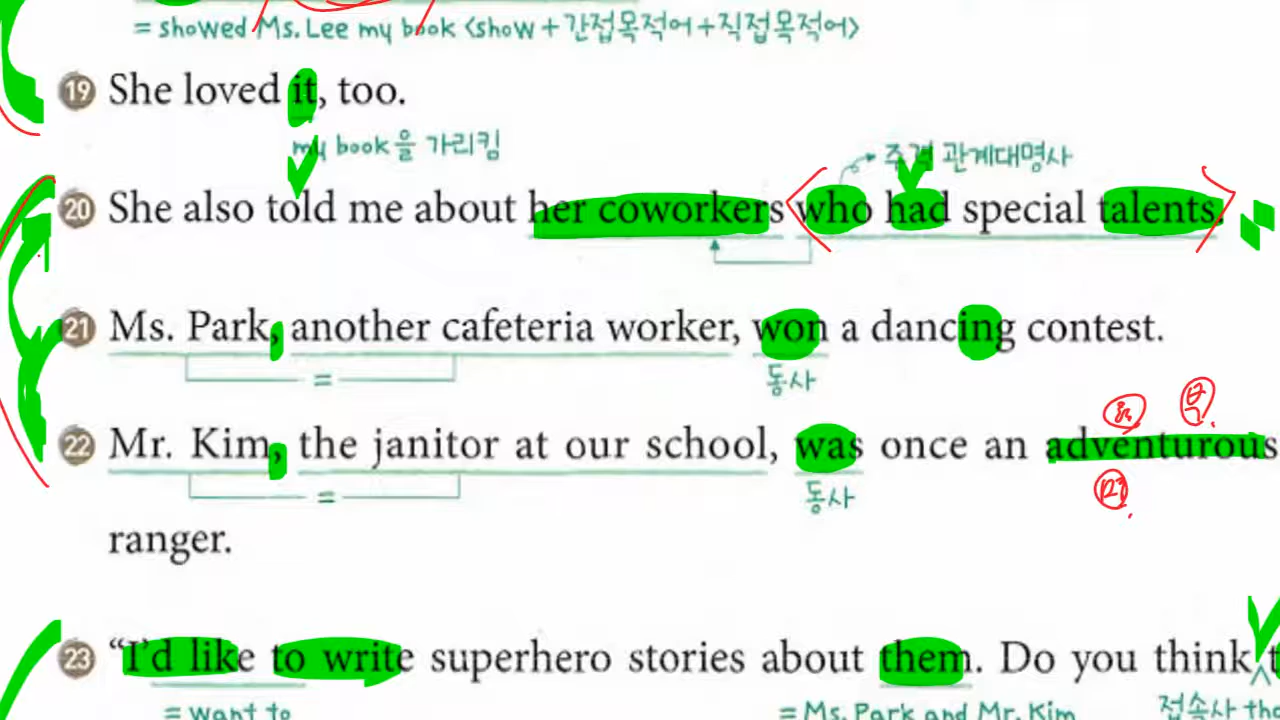 = showed Ms. Lee my book <show + 간접목적어+직접목적어>
19 She loved it, too.
my book을 가리킴
주격 관계대명사
20 She also told me about her coworkers who had special talents.
21 Ms. Park, another cafeteria worker, won a dancing contest.
=
동사
22 Mr. Kim, the janitor at our school, was once an adventurous
=
동사
ranger.
23 “I’d like to write superhero stories about them. Do you think t
= want to
= Ms. Park and Mr. Kim
접속사 tha